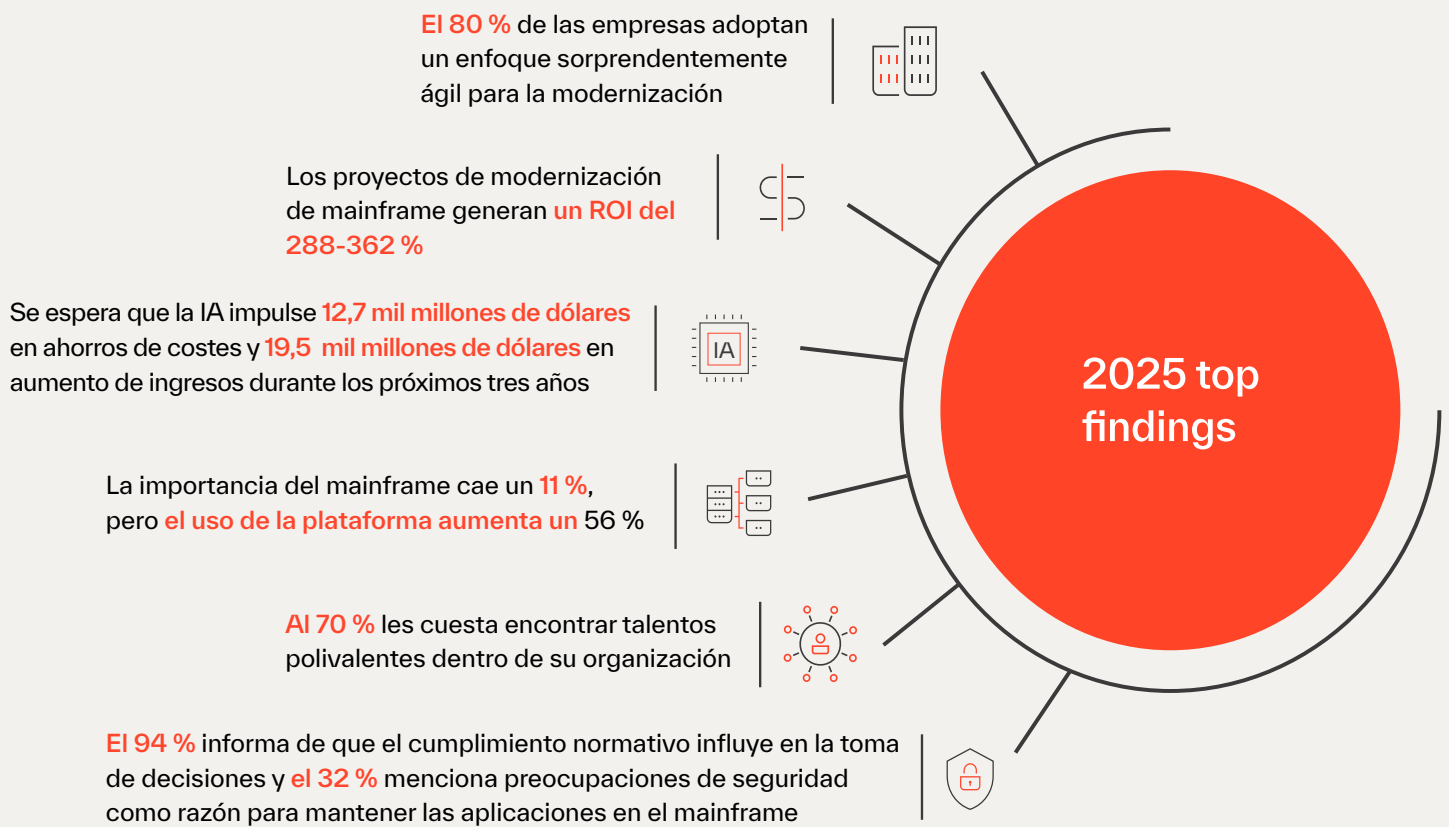 El 80 % de las empresas adoptan
un enfoque sorprendentemente
ágil para la modernización
Los proyectos de modernización
de mainframe generan un ROI del
288-362 %
Se espera que la IA impulse 12,7 mil millones de dólares
en ahorros de costes y 19,5 mil millones de dólares en
aumento de ingresos durante los próximos tres años
IA
La importancia del mainframe cae un 11 %,
pero el uso de la plataforma aumenta un 56 %
Al 70 % les cuesta encontrar talentos
polivalentes dentro de su organización
El 94 % informa de que el cumplimiento normativo influye en la toma
de decisiones y el 32 % menciona preocupaciones de seguridad
como razón para mantener las aplicaciones en el mainframe
2025 top
findings